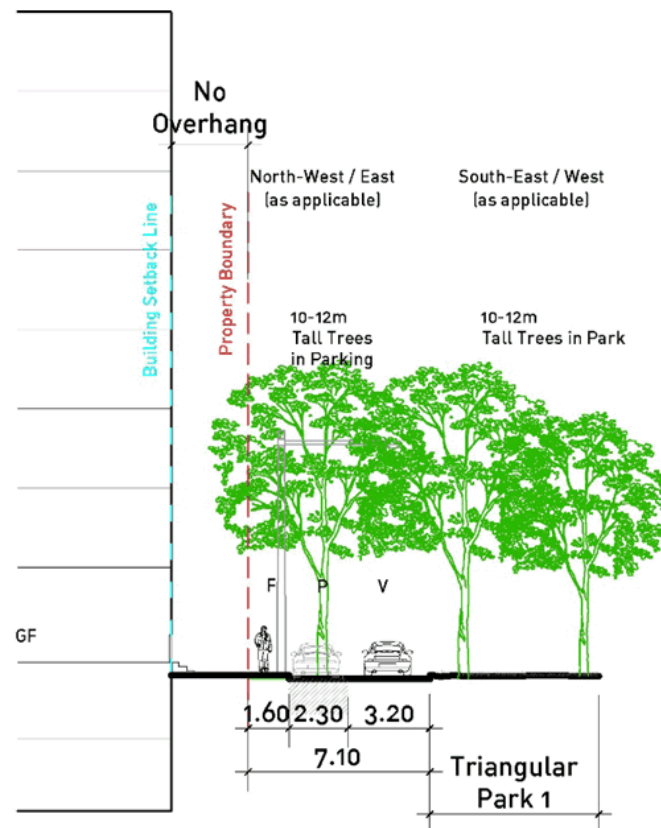 No
Overhang
North-West / East
(as applicable)
South-East / West
(as applicable)
Building Setback Line
Property Boundary
10-12m
Tall Trees
in Parking
10-12m
Tall Trees in Park
F
P
V
GF
1.60
2.30
3.20
7.10
Triangular
Park 1